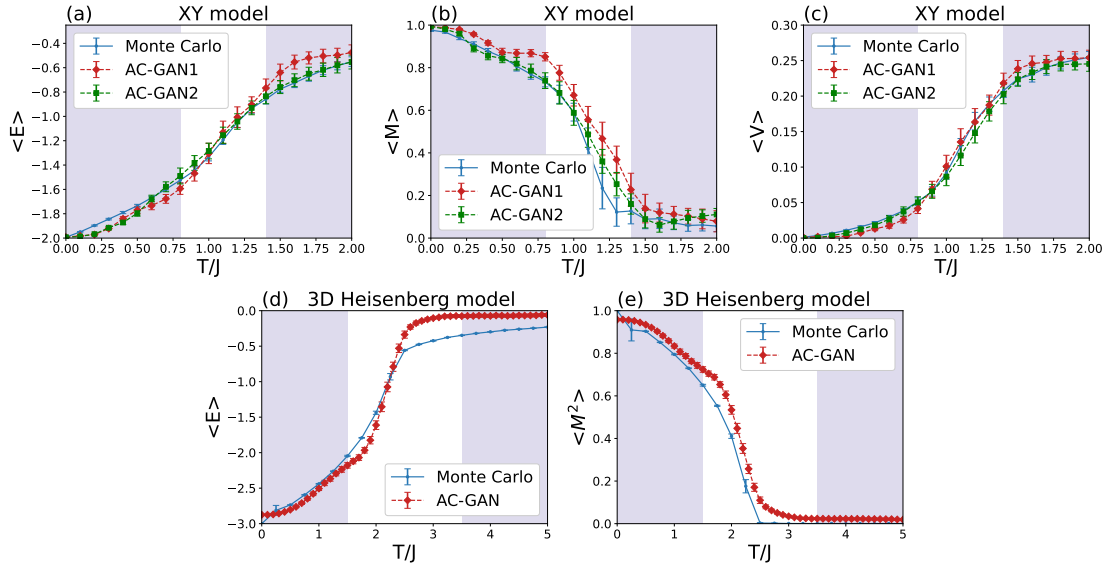 (a) XY model
−0.4
−0.6
−0.8
−1.0
−1.2
−1.4
−1.6
−1.8
−2.0
<E>
Monte Carlo
AC-GAN1
AC-GAN2
0.00 0.25 0.50 0.75 1.00 1.25 1.50 1.75 2.00
T/J
(b) XY model
1.0
0.8
0.6
0.4
0.2
0.0
<M>
Monte Carlo
AC-GAN1
AC-GAN2
0.00 0.25 0.50 0.75 1.00 1.25 1.50 1.75 2.00
T/J
(c) XY model
0.30
0.25
0.20
0.15
0.10
0.05
0.00
<V>
Monte Carlo
AC-GAN1
AC-GAN2
0.00 0.25 0.50 0.75 1.00 1.25 1.50 1.75 2.00
T/J
(d) 3D Heisenberg model
0.0
−0.5
−1.0
−1.5
−2.0
−2.5
−3.0
<E>
Monte Carlo
AC-GAN
0 1 2 3 4 5
T/J
(e) 3D Heisenberg model
1.0
0.8
0.6
0.4
0.2
0.0
<M²>
Monte Carlo
AC-GAN
0 1 2 3 4 5
T/J